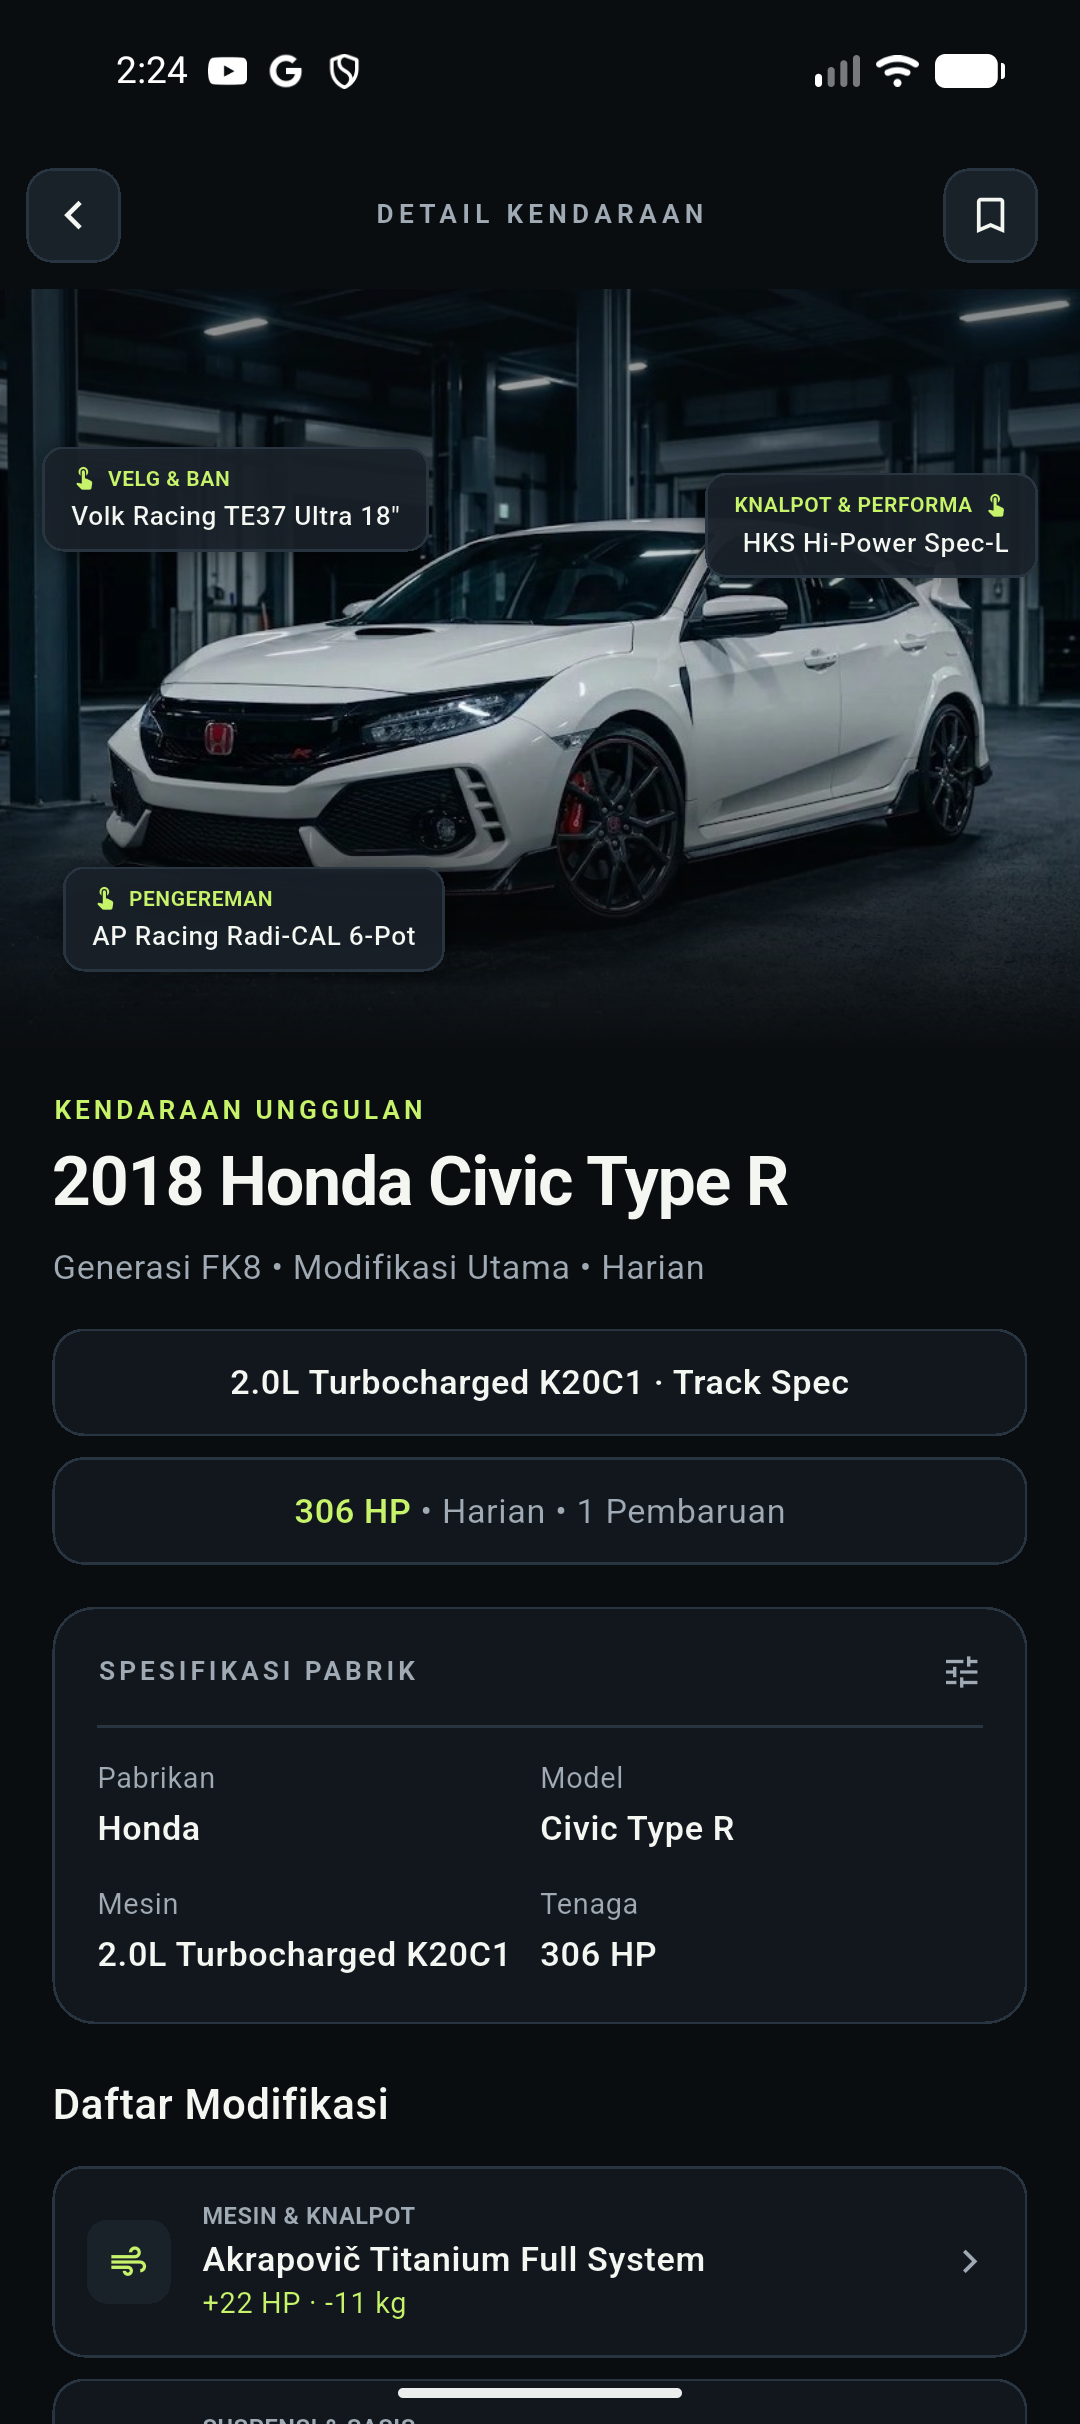 2:24
DETAIL KENDARAAN
VELG & BAN
Volk Racing TE37 Ultra 18"
KNALPOT & PERFORMA
HKS Hi-Power Spec-L
PENGEREMAN
AP Racing Radi-CAL 6-Pot
KENDARAAN UNGGULAN
2018 Honda Civic Type R
Generasi FK8 • Modifikasi Utama • Harian
2.0L Turbocharged K20C1 · Track Spec
306 HP • Harian • 1 Pembaruan
SPESIFIKASI PABRIK
Pabrikan
Model
Honda
Civic Type R
Mesin
Tenaga
2.0L Turbocharged K20C1
306 HP
Daftar Modifikasi
MESIN & KNALPOT
Akrapovič Titanium Full System
+22 HP · -11 kg